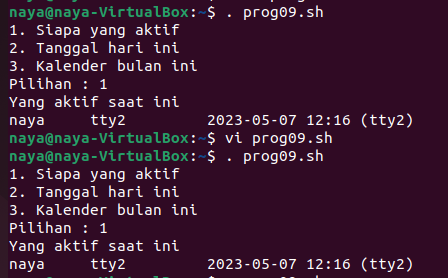 naya@naya-VirtualBox:~$ . prog09.sh
1. Siapa yang aktif
2. Tanggal hari ini
3. Kalender bulan ini
Pilihan : 1
Yang aktif saat ini
naya     tty2         2023-05-07 12:16 (tty2)
naya@naya-VirtualBox:~$ vi prog09.sh
naya@naya-VirtualBox:~$ . prog09.sh
1. Siapa yang aktif
2. Tanggal hari ini
3. Kalender bulan ini
Pilihan : 1
Yang aktif saat ini
naya     tty2         2023-05-07 12:16 (tty2)